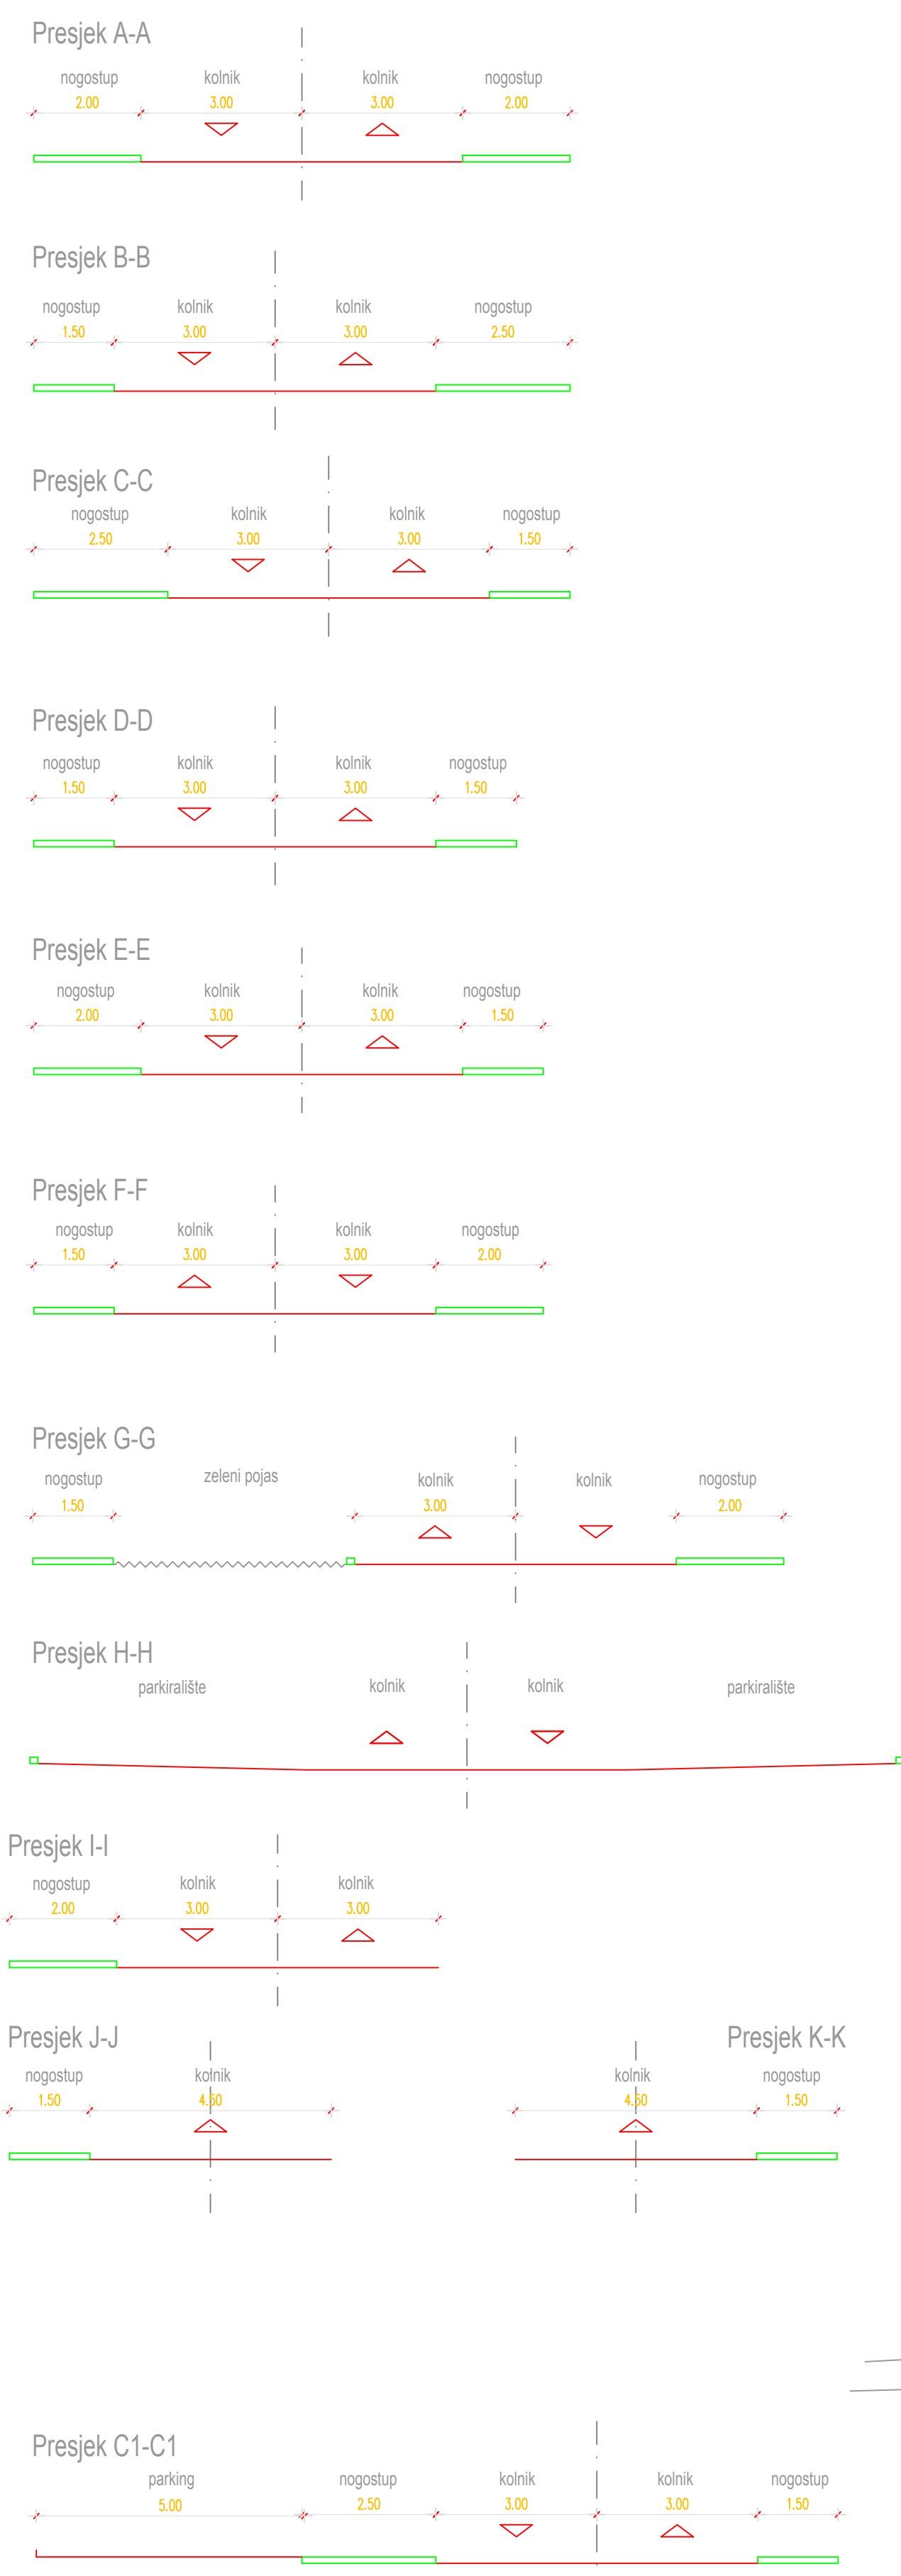 Presjek A-A
nogostup kolnik kolnik nogostup
2.00 3.00 3.00 2.00
Presjek B-B
nogostup kolnik kolnik nogostup
1.50 3.00 3.00 2.50
Presjek C-C
nogostup kolnik kolnik nogostup
2.50 3.00 3.00 1.50
Presjek D-D
nogostup kolnik kolnik nogostup
1.50 3.00 3.00 1.50
Presjek E-E
nogostup kolnik kolnik nogostup
2.00 3.00 3.00 1.50
Presjek F-F
nogostup kolnik kolnik nogostup
1.50 3.00 3.00 2.00
Presjek G-G
nogostup zeleni pojas kolnik kolnik nogostup
1.50 3.00 2.00
Presjek H-H
parkiralište kolnik kolnik parkiralište
Presjek I-I
nogostup kolnik kolnik
2.00 3.00 3.00
Presjek J-J Presjek K-K
nogostup kolnik kolnik nogostup
1.50 4.50 4.50 1.50
Presjek C1-C1
parking nogostup kolnik kolnik nogostup
5.00 2.50 3.00 3.00 1.50